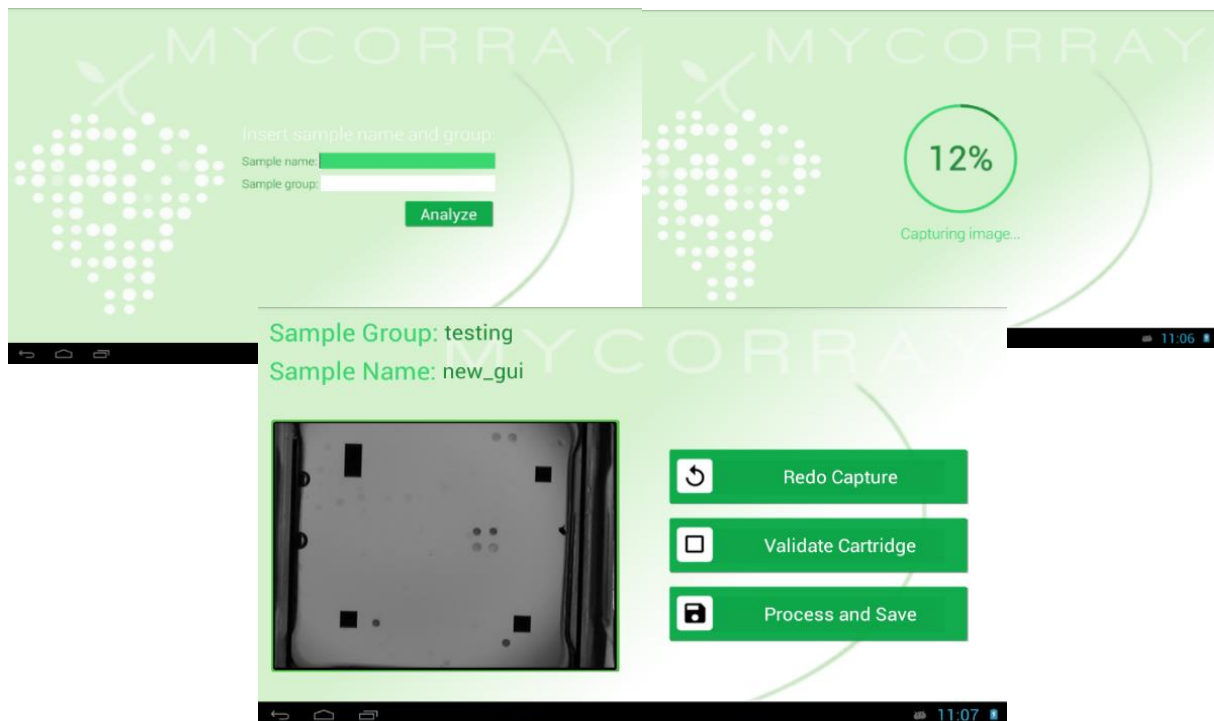 MYCORRAY
Insert sample name and group:
Sample name:
Sample group:
Analyze
MYCORRAY
12%
Capturing image...
11:06
MYCORRAY
Sample Group: testing
Sample Name: new_gui
Redo Capture
Validate Cartridge
Process and Save
11:07